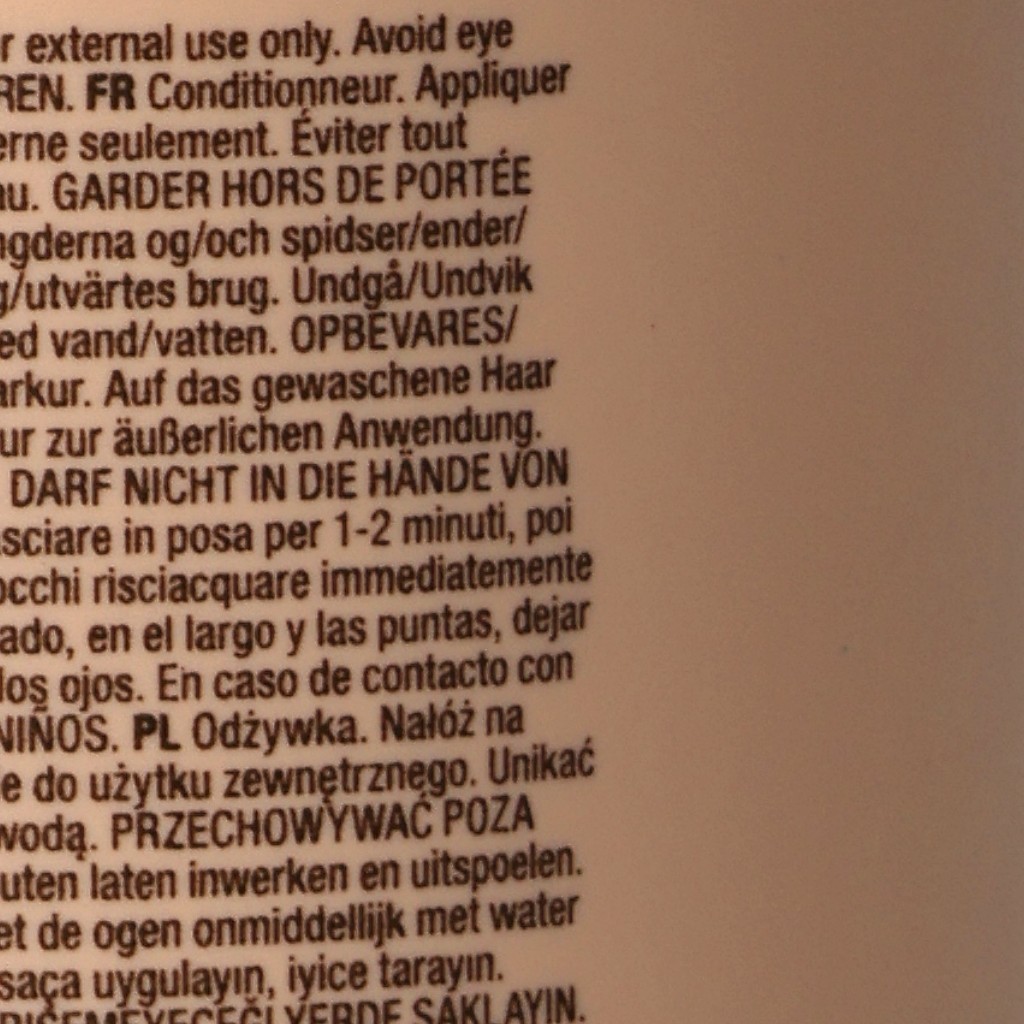 r external use only. Avoid eye
REN. FR Conditionneur. Appliquer
erne seulement. Éviter tout
au. GARDER HORS DE PORTÉE
ngderna og/och spidser/ender/
g/utvärtes brug. Undgå/Undvik
ed vand/vatten. OPBEVARES/
arkur. Auf das gewaschene Haar
ur zur äußerlichen Anwendung.
DARF NICHT IN DIE HÄNDE VON
asciare in posa per 1-2 minuti, poi
occhi risciacquare immediatemente
ado, en el largo y las puntas, dejar
los ojos. En caso de contacto con
NIÑOS. PL Odżywka. Nałóż na
e do użytku zewnętrznego. Unikać
wodą. PRZECHOWYWAĆ POZA
uten laten inwerken en uitspoelen.
et de ogen onmiddellijk met water
saça uygulayın, iyice tarayın.
YERDE SAKLAYIN.